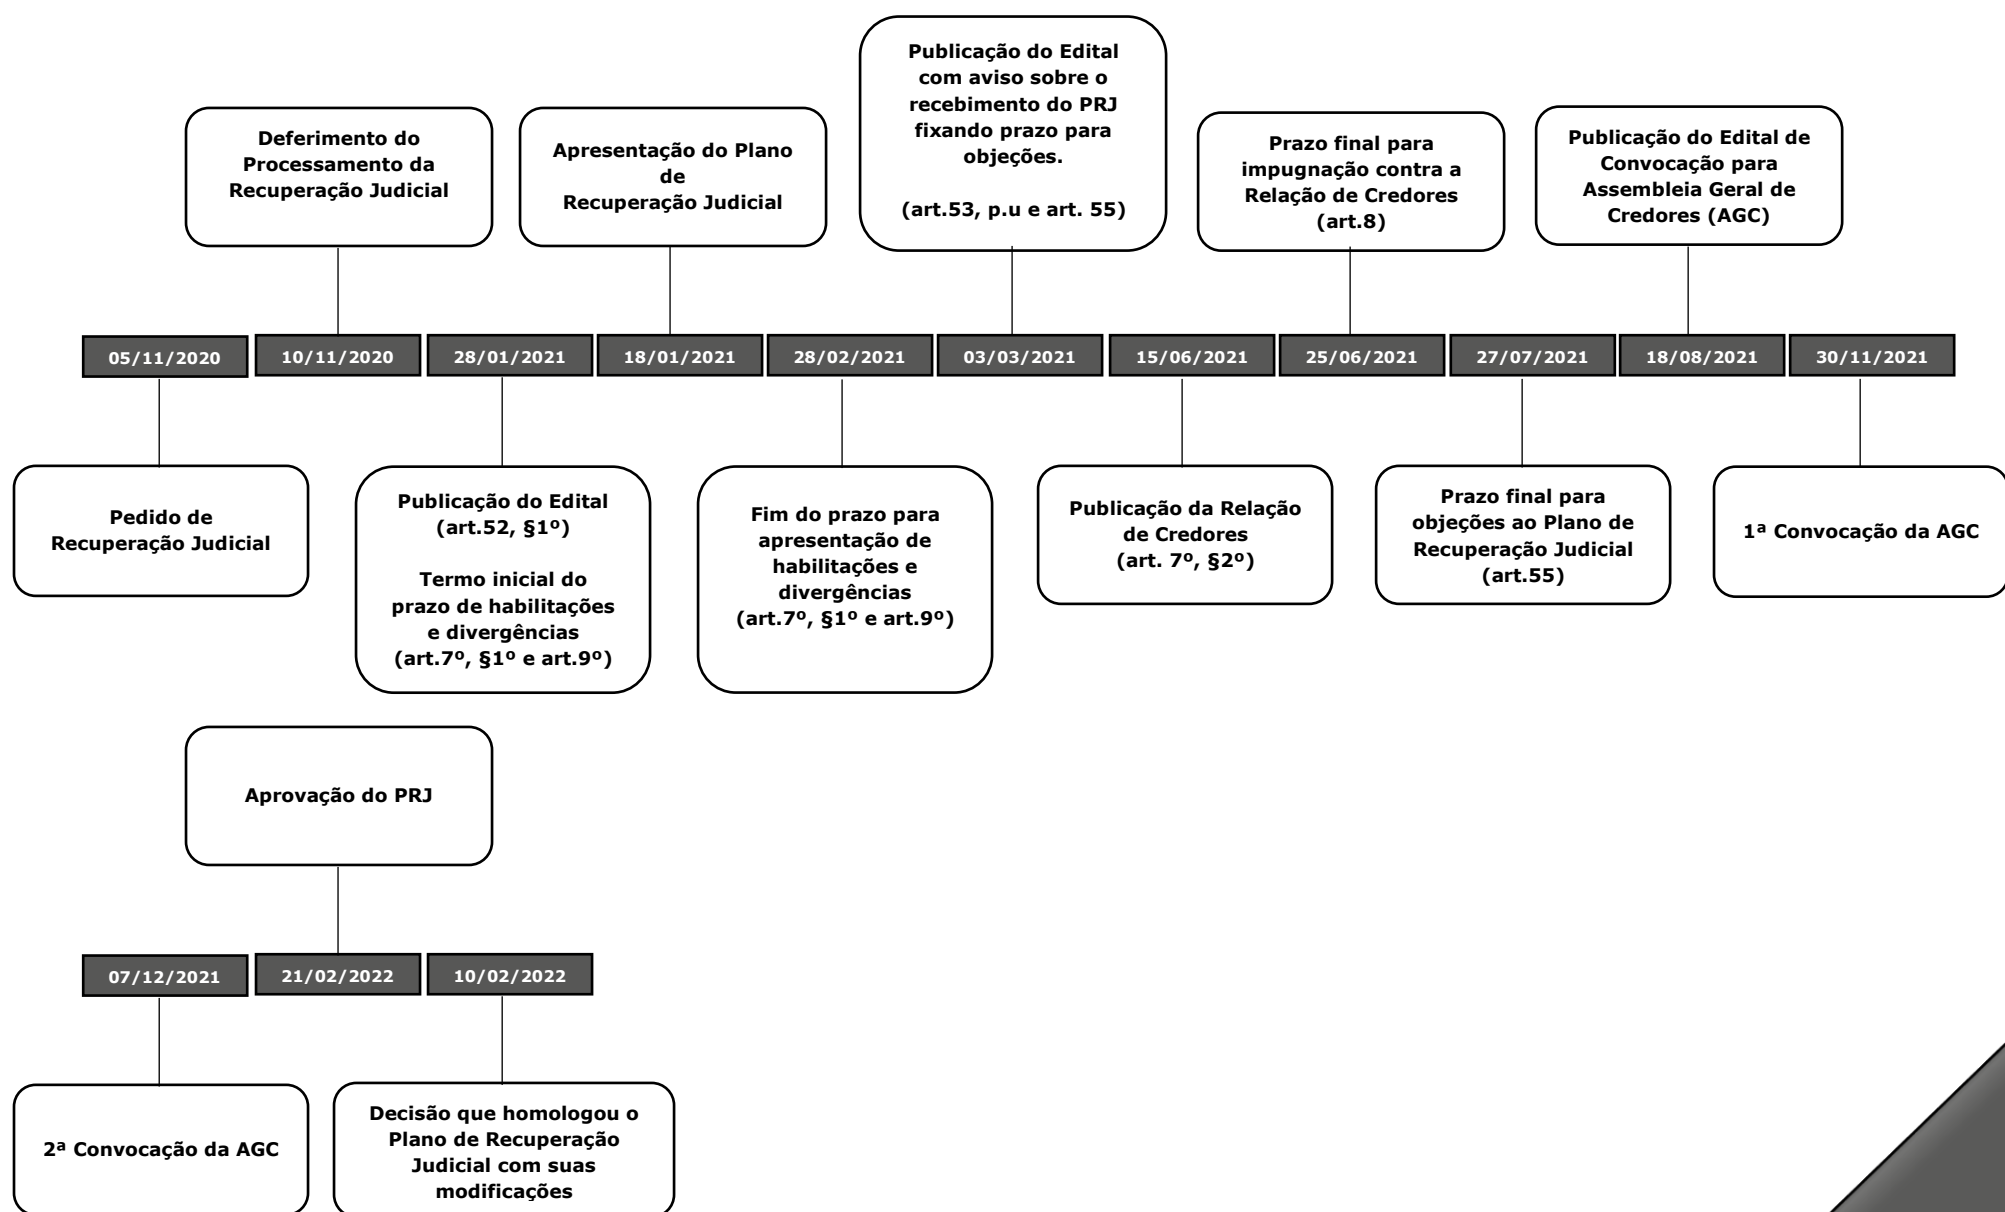 Publicação do Edital
com aviso sobre o
recebimento do PRJ
fixando prazo para
objeções.
(art.53, p.u e art. 55)
Deferimento do
Processamento da
Recuperação Judicial
Apresentação do Plano
de
Recuperação Judicial
Prazo final para
impugnação contra a
Relação de Credores
(art.8)
Publicação do Edital de
Convocação para
Assembleia Geral de
Credores (AGC)
05/11/2020
10/11/2020
28/01/2021
18/01/2021
28/02/2021
03/03/2021
15/06/2021
25/06/2021
27/07/2021
18/08/2021
30/11/2021
Pedido de
Recuperação Judicial
Publicação do Edital
(art.52, §1º)
Termo inicial do
prazo de habilitações
e divergências
(art.7º, §1º e art.9º)
Fim do prazo para
apresentação de
habilitações e
divergências
(art.7º, §1º e art.9º)
Publicação da Relação
de Credores
(art. 7º, §2º)
Prazo final para
objeções ao Plano de
Recuperação Judicial
(art.55)
1ª Convocação da AGC
Aprovação do PRJ
07/12/2021
21/02/2022
10/02/2022
2ª Convocação da AGC
Decisão que homologou o
Plano de Recuperação
Judicial com suas
modificações